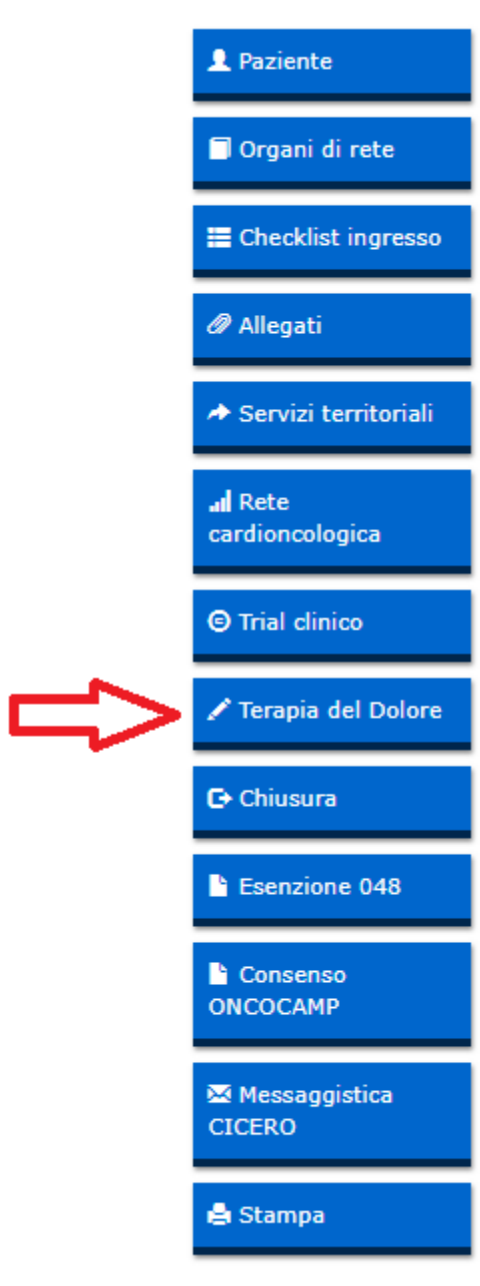 Paziente
Organi di rete
Checklist ingresso
Allegati
Servizi territoriali
Rete
cardioncologica
Trial clinico
Terapia del Dolore
Chiusura
Esenzione 048
Consenso
ONCOCAMP
Messaggistica
CICERO
Stampa